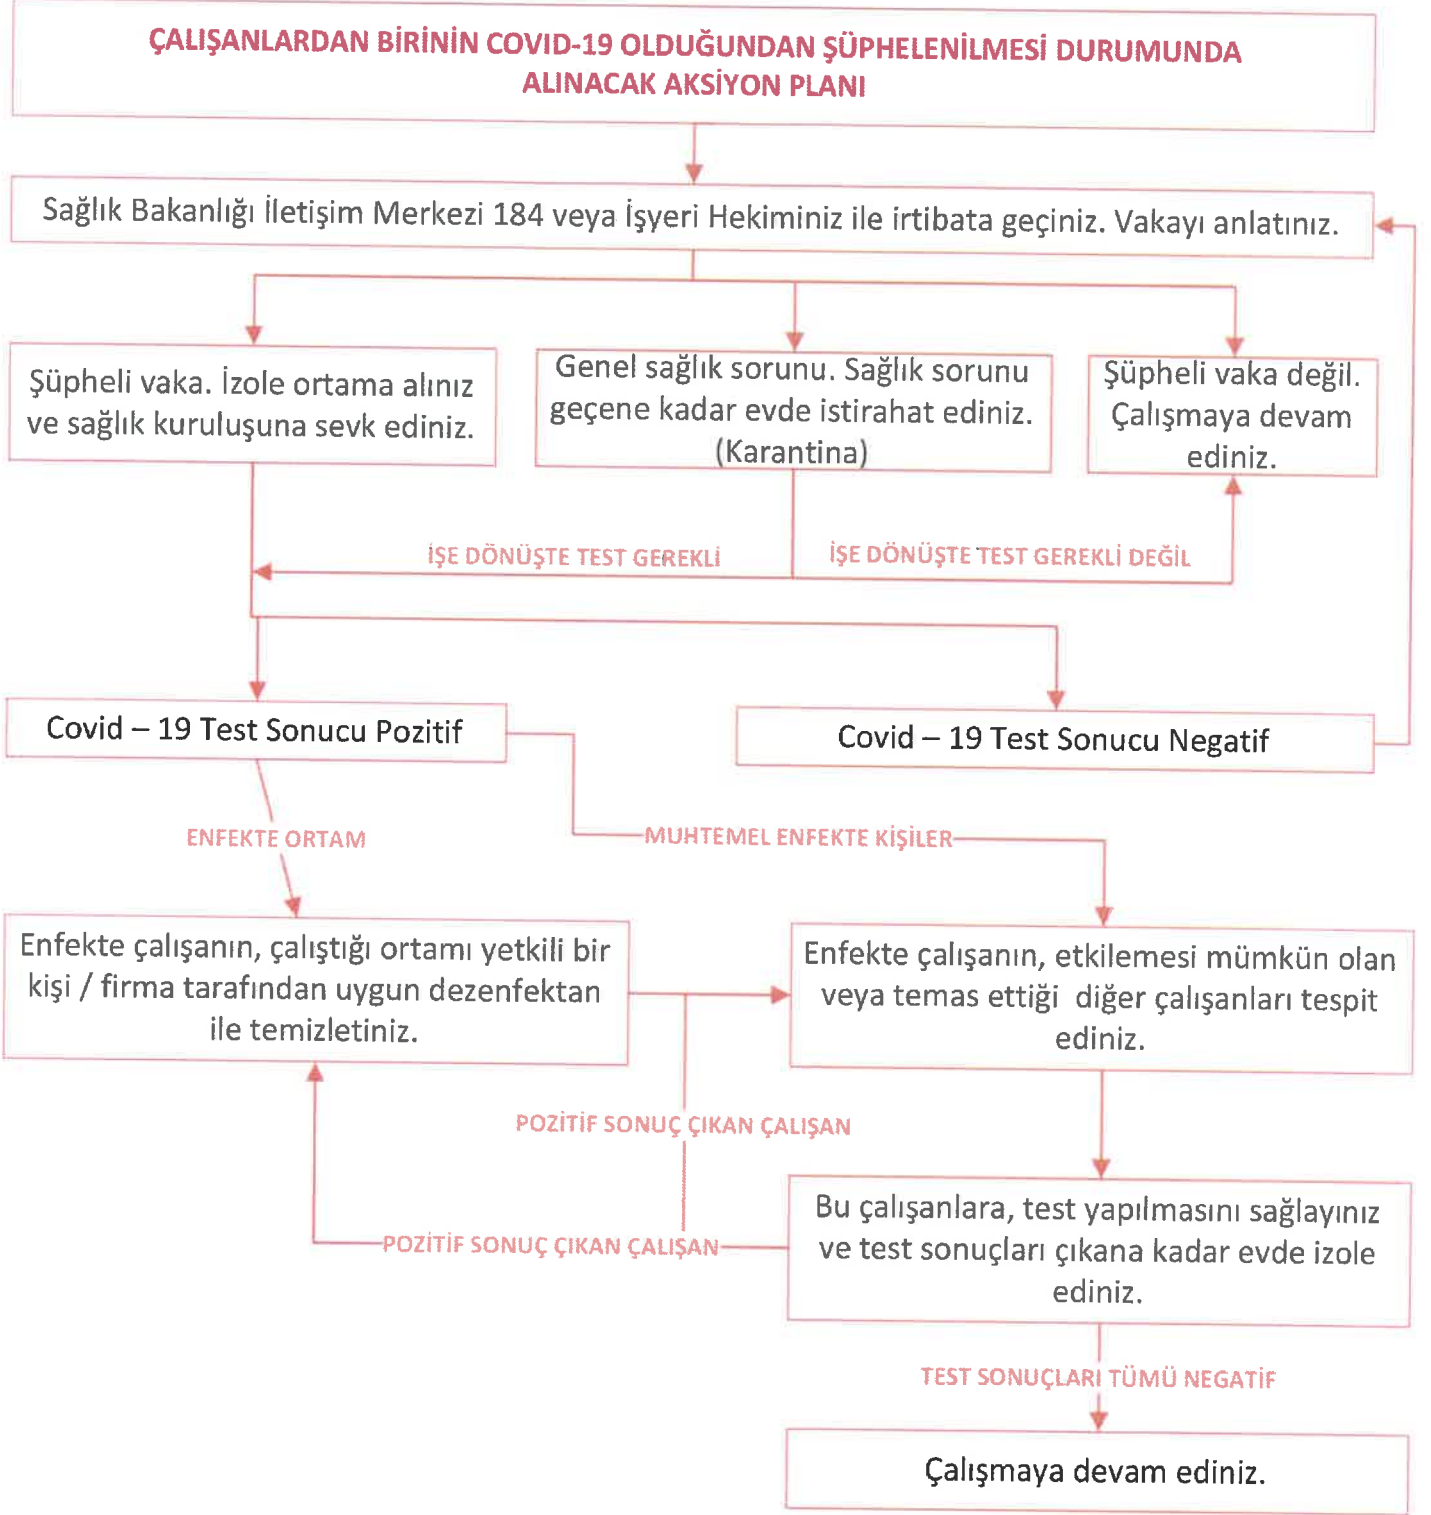 ÇALIŞANLARDAN BİRİNİN COVID-19 OLDUĞUNDAN ŞÜPHELENİLMESİ DURUMUNDA
ALINACAK AKSİYON PLANI
Sağlık Bakanlığı İletişim Merkezi 184 veya İşyeri Hekiminiz ile irtibata geçiniz. Vakayı anlatınız.
Şüpheli vaka. İzole ortama alınız
ve sağlık kuruluşuna sevk ediniz.
Genel sağlık sorunu. Sağlık sorunu
geçene kadar evde istirahat ediniz.
(Karantina)
Şüpheli vaka değil.
Çalışmaya devam
ediniz.
İŞE DÖNÜŞTE TEST GEREKLİ
İŞE DÖNÜŞTE TEST GEREKLİ DEĞİL
Covid – 19 Test Sonucu Pozitif
Covid – 19 Test Sonucu Negatif
ENFEKTE ORTAM
MUHTEMEL ENFEKTE KİŞİLER
Enfekte çalışanın, çalıştığı ortamı yetkili bir
kişi / firma tarafından uygun dezenfektan
ile temizletiniz.
Enfekte çalışanın, etkilemesi mümkün olan
veya temas ettiği diğer çalışanları tespit
ediniz.
POZİTİF SONUÇ ÇIKAN ÇALIŞAN
POZİTİF SONUÇ ÇIKAN ÇALIŞAN
Bu çalışanlara, test yapılmasını sağlayınız
ve test sonuçları çıkana kadar evde izole
ediniz.
TEST SONUÇLARI TÜMÜ NEGATİF
Çalışmaya devam ediniz.